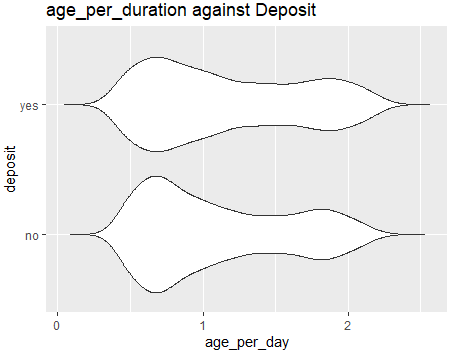 age_per_duration against Deposit
yes
deposit
no
0 1 2
age_per_day